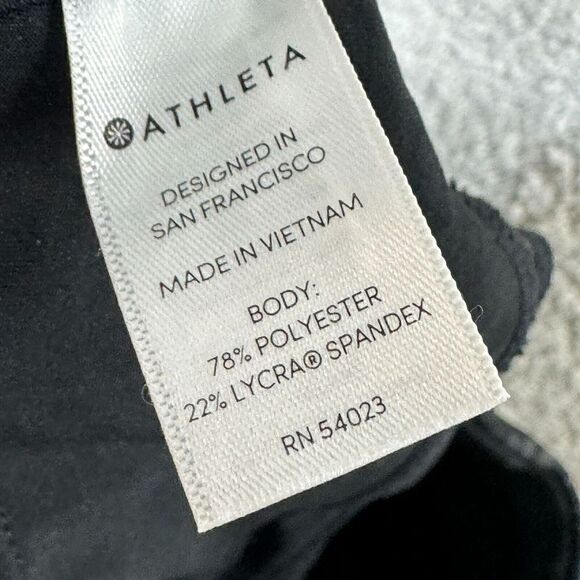 ATHLETA
DESIGNED IN
SAN FRANCISCO
MADE IN VIETNAM
BODY:
78% POLYESTER
22% LYCRA® SPANDEX
RN 54023